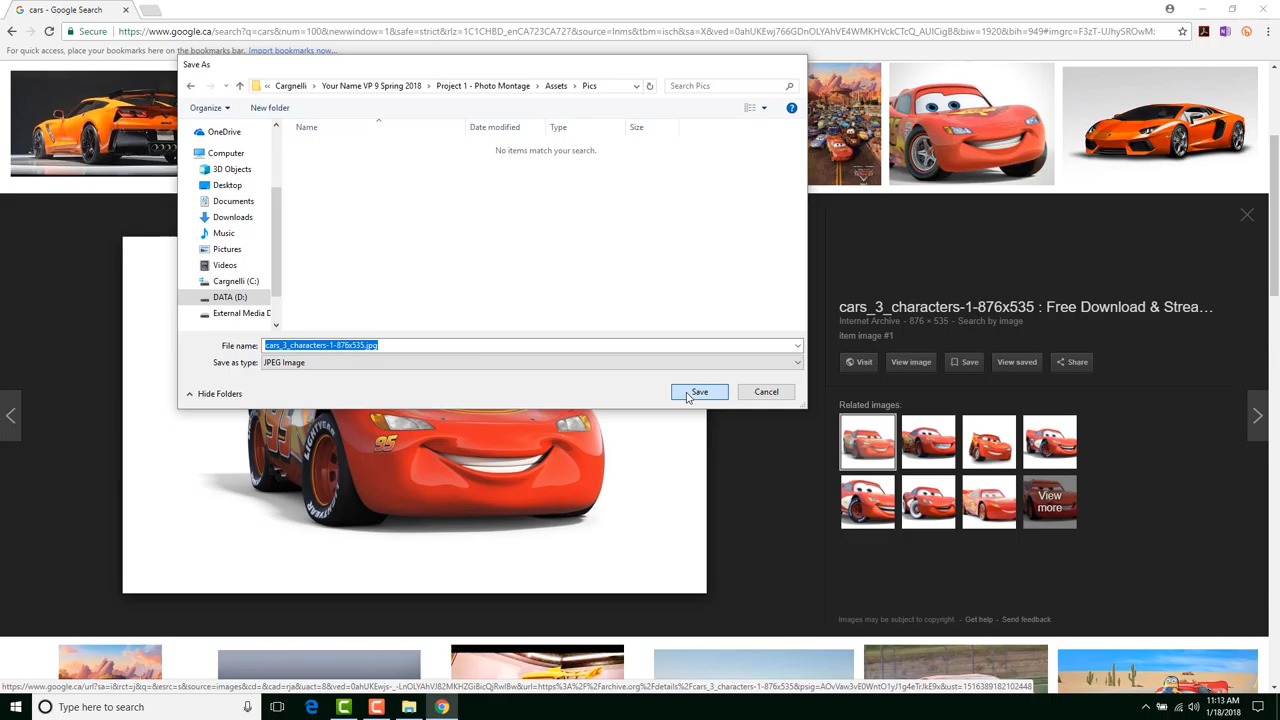 cars - Google Search
Secure
https://www.google.ca/search?q=cars&num=100&newwindow=1&safe=strict&rlz=1C1CHBD_enCA723CA727&source=lnms&tbm=isch&sa=X&ved=0ahUKEwj766GDnOLYAhVE4WMKHVckCTcQ_AUICigB&biw=1920&bih=949#imgrc=F3zT-UJhySROwM:
For quick access, place your bookmarks here on the bookmarks bar. Import bookmarks now...
Save As
« Cargnelli > Your Name VP 9 Spring 2018 > Project 1 - Photo Montage > Assets > Pics
Search Pics
Organize
New folder
Name
Date modified
Type
Size
No items match your search.
OneDrive
Computer
3D Objects
Desktop
Documents
Downloads
Music
Pictures
Videos
Cargnelli (C:)
DATA (D:)
External Media D
File name:
cars_3_characters-1-876x535.jpg
Save as type:
JPEG Image
Hide Folders
Save
Cancel
95
cars_3_characters-1-876x535 : Free Download & Strea…
Internet Archive - 876 × 535 - Search by image
item image #1
Visit
View image
Save
View saved
Share
Related images:
View more
Images may be subject to copyright. - Get help - Send feedback
Type here to search
11:13 AM
1/18/2018